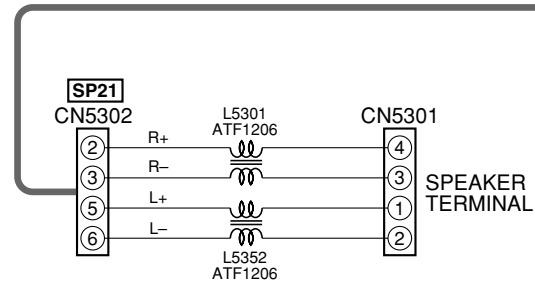 SP21
CN5302
L5301
ATF1206
CN5301
2 R+ 4
3 R– 3
5 L+ 1
6 L– 2
SPEAKER
TERMINAL
L5352
ATF1206